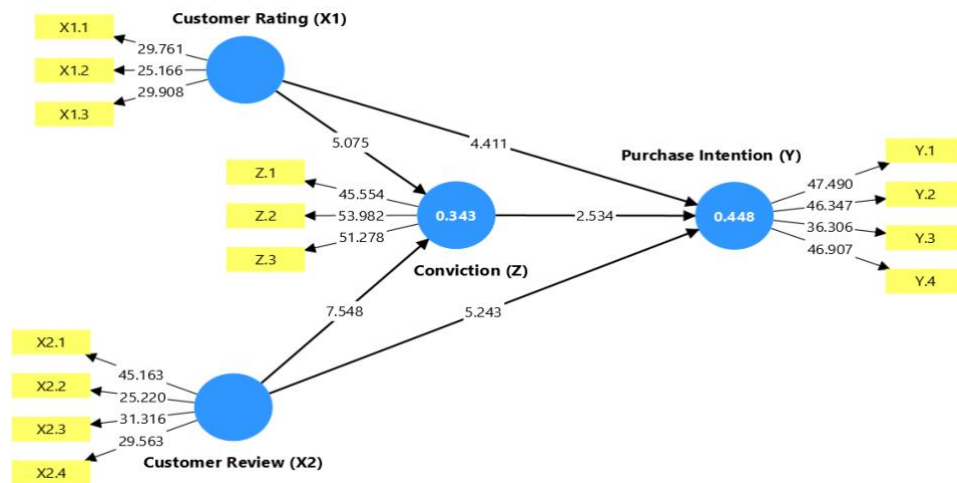 Customer Rating (X1)
X1.1
29.761
X1.2
25.166
X1.3
29.908
5.075
4.411
Purchase Intention (Y)
Y.1
47.490
Y.2
46.347
0.448
36.306
Y.3
46.907
Y.4
Z.1
45.554
Z.2
53.982
0.343
2.534
Z.3
51.278
Conviction (Z)
7.548
5.243
X2.1
45.163
X2.2
25.220
X2.3
31.316
29.563
X2.4
Customer Review (X2)